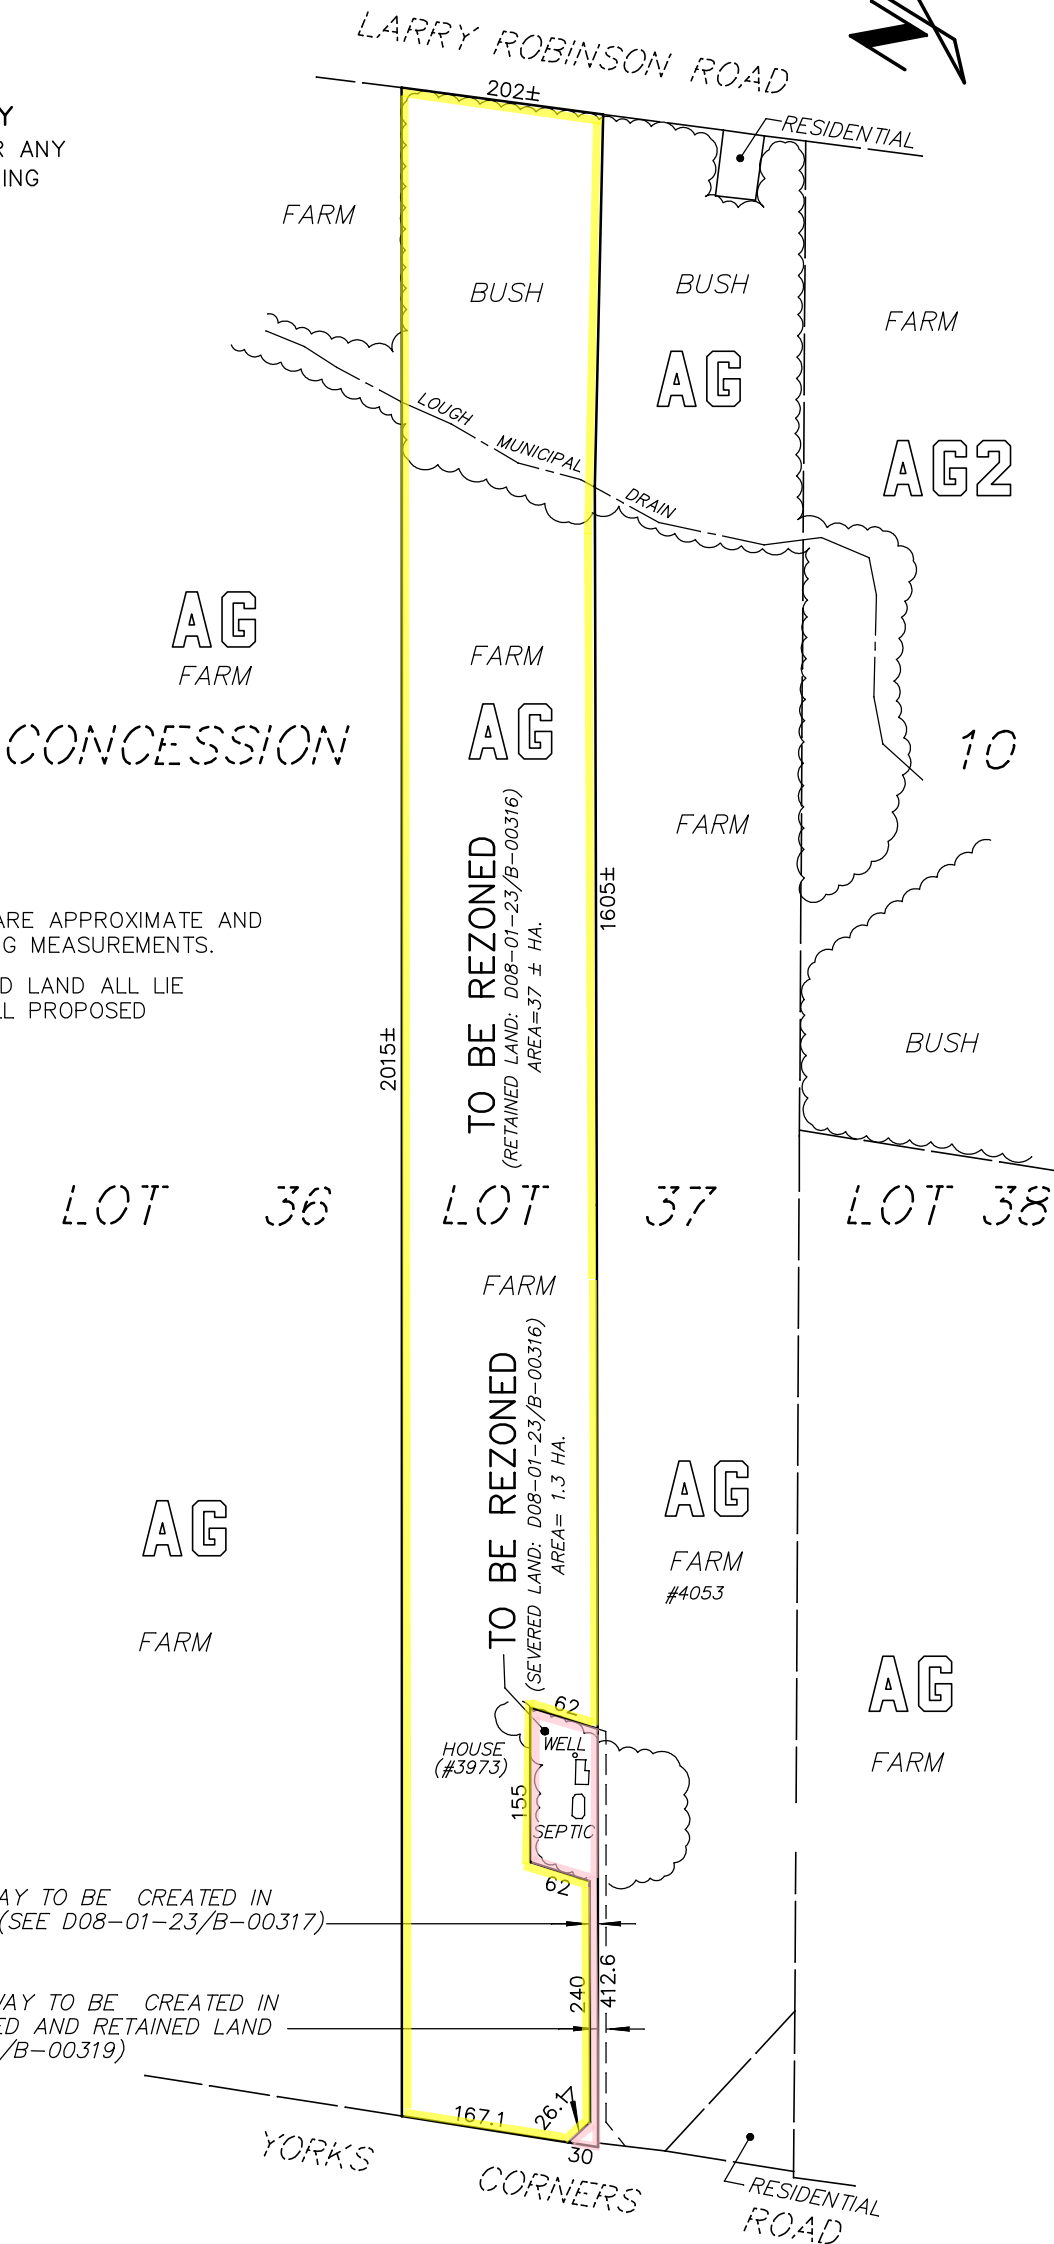 LARRY ROBINSON ROAD
202±
Y
R ANY
ING
RESIDENTIAL
FARM
BUSH
BUSH
FARM
AG
LOUGH MUNICIPAL DRAIN
AG2
AG
FARM
FARM
AG
CONCESSION 10
FARM
TO BE REZONED
(RETAINED LAND: D08-01-23/B-00316)
AREA=37 ± HA.
1605±
ARE APPROXIMATE AND
G MEASUREMENTS.
D LAND ALL LIE
LL PROPOSED
2015±
BUSH
LOT 36 LOT 37 LOT 38
FARM
TO BE REZONED
(SEVERED LAND: D08-01-23/B-00316)
AREA= 1.3 HA.
AG
FARM
#4053
AG
FARM
AG
FARM
62
HOUSE
(#3973)
WELL
155
SEPTIC
62
AY TO BE CREATED IN
(SEE D08-01-23/B-00317)
240
412.6
WAY TO BE CREATED IN
ED AND RETAINED LAND
/B-00319)
167.1
26.17
30
YORKS CORNERS ROAD
RESIDENTIAL